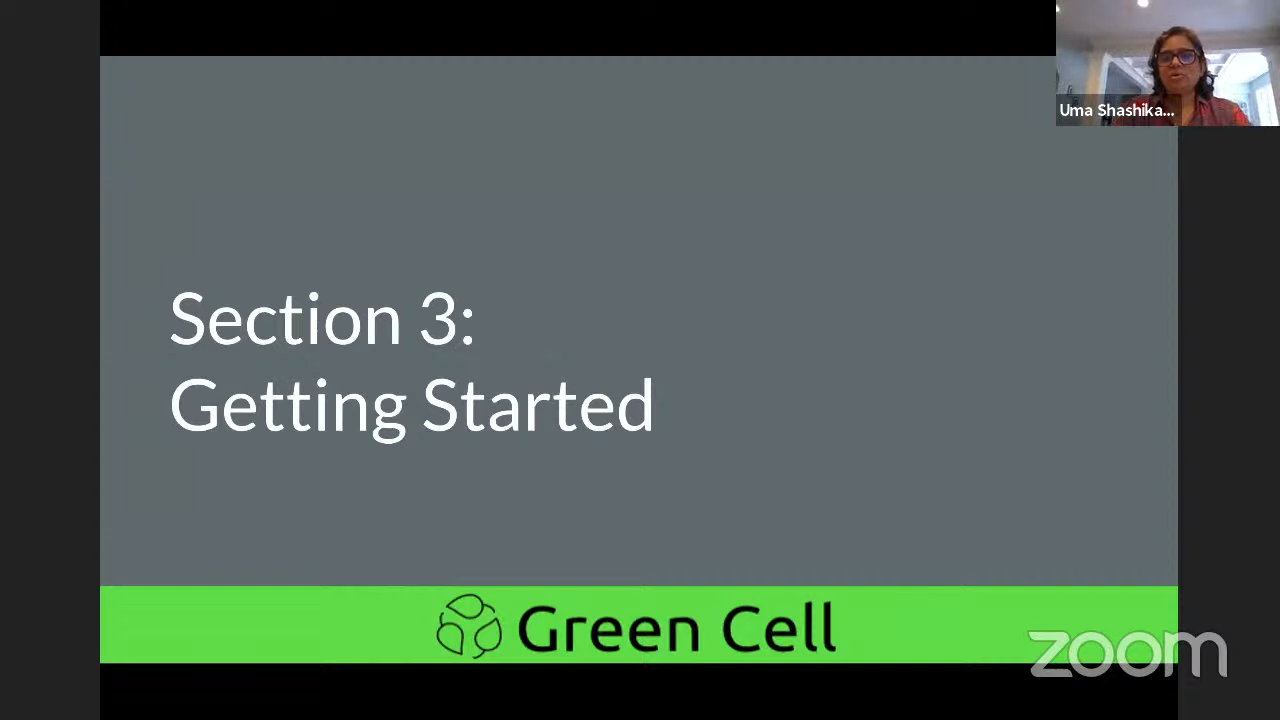 Uma Shashika...
Section 3:
Getting Started
Green Cell
zoom